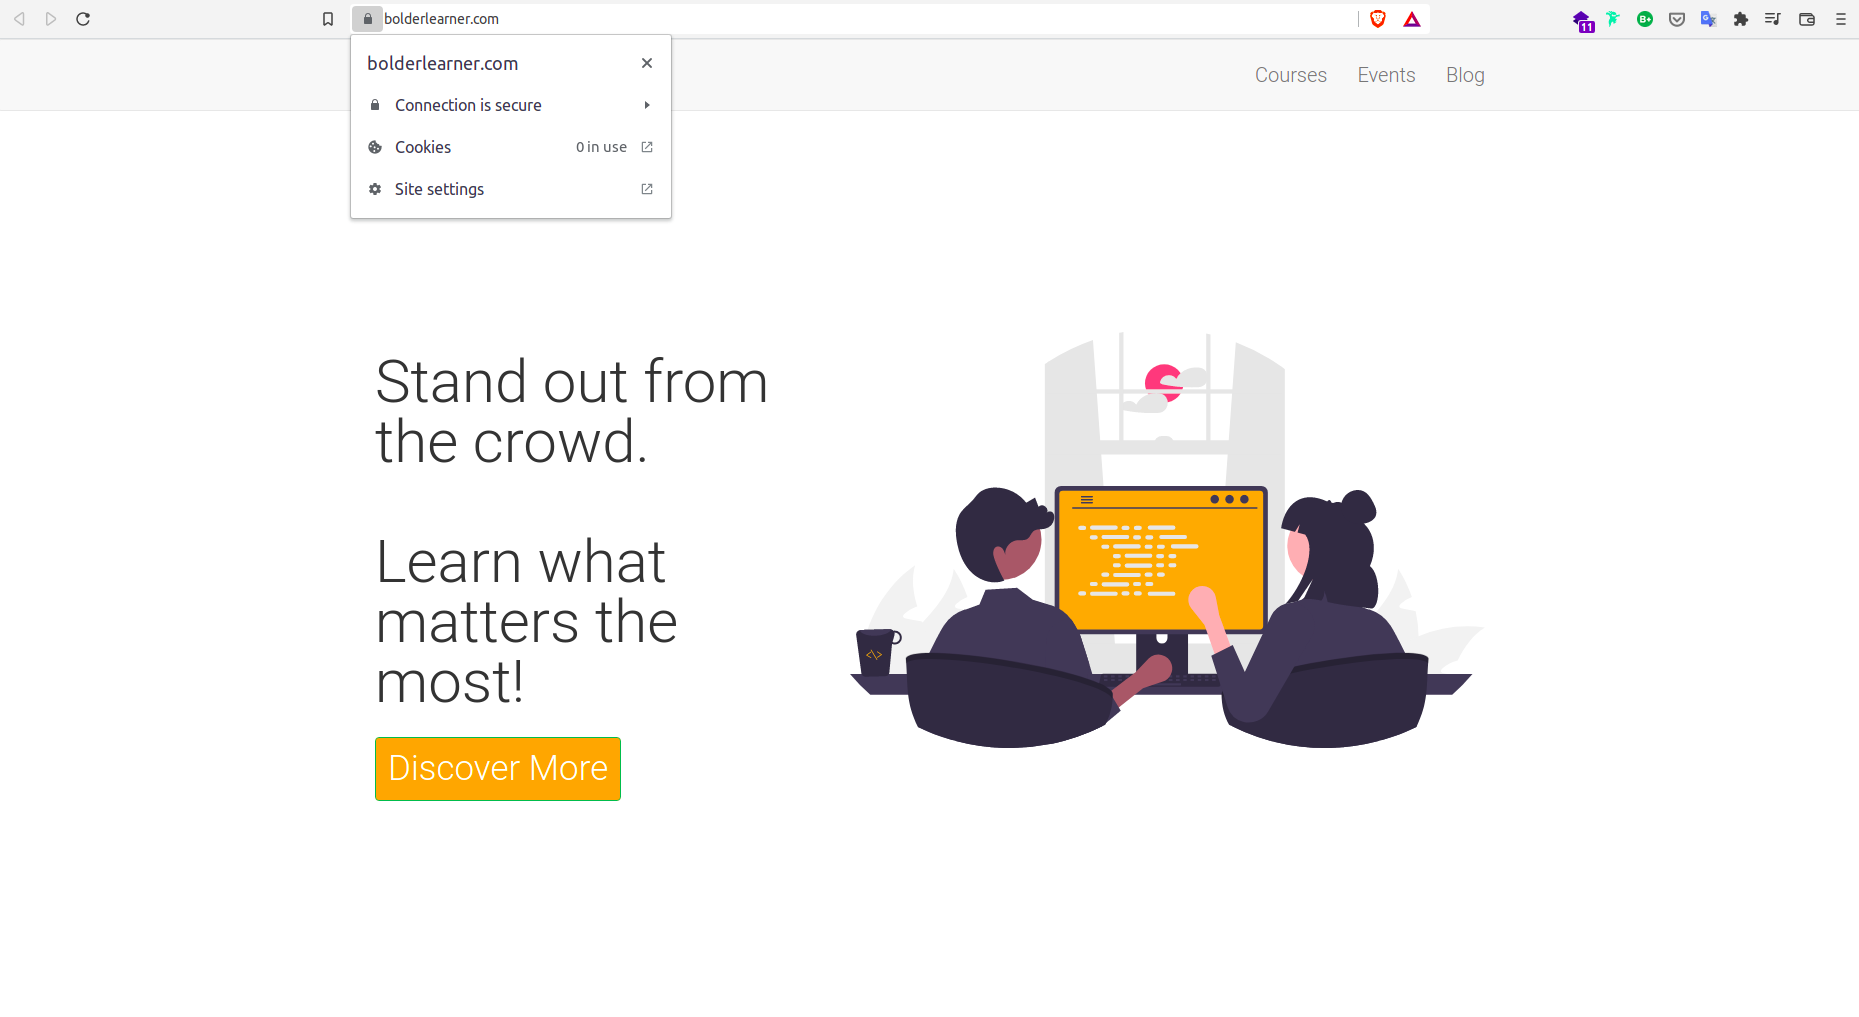 bolderlearner.com
11
B+
bolderlearner.com
Connection is secure
Cookies 0 in use
Site settings
Courses Events Blog
Stand out from
the crowd.
Learn what
matters the
most!
Discover More
<\>